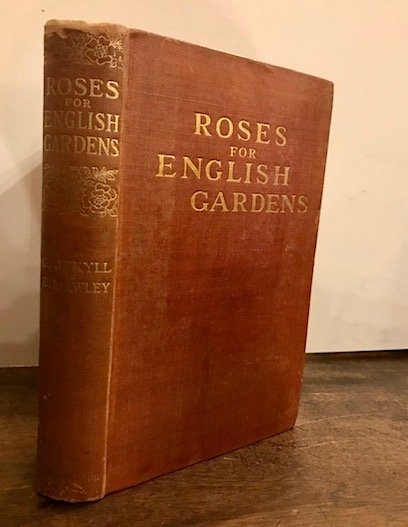 ROSES
FOR
ENGLISH
GARDENS
G. JEKYLL
E. MAWLEY
ROSES
FOR
ENGLISH
GARDENS